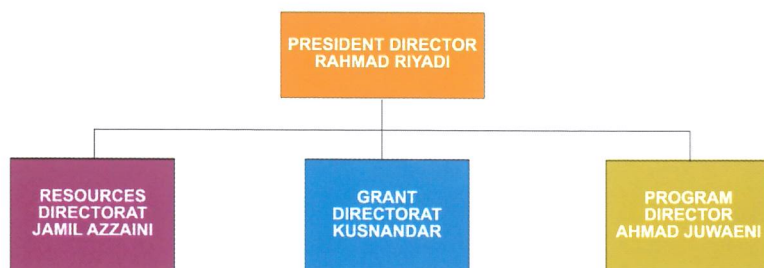 PRESIDENT DIRECTOR
RAHMAD RIYADI
RESOURCES
DIRECTORAT
JAMIL AZZAINI
GRANT
DIRECTORAT
KUSNANDAR
PROGRAM
DIRECTOR
AHMAD JUWAENI